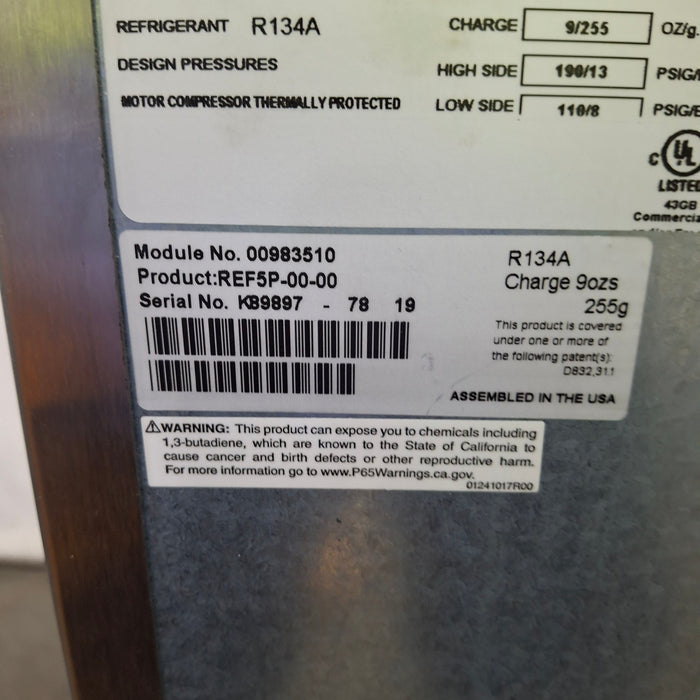 REFRIGERANT R134A CHARGE 9/255 OZ/g.
DESIGN PRESSURES HIGH SIDE 190/13 PSIG/
MOTOR COMPRESSOR THERMALLY PROTECTED LOW SIDE 110/8 PSIG/
C UL
LISTED
43GB
Commercia
Module No. 00983510
Product:REF5P-00-00
Serial No. KB9897 - 78 19
R134A
Charge 9ozs
255g
This product is covered
under one or more of
the following patent(s):
D832,311
ASSEMBLED IN THE USA
⚠WARNING: This product can expose you to chemicals including
1,3-butadiene, which are known to the State of California to
cause cancer and birth defects or other reproductive harm.
For more information go to www.P65Warnings.ca.gov.
01241017R00